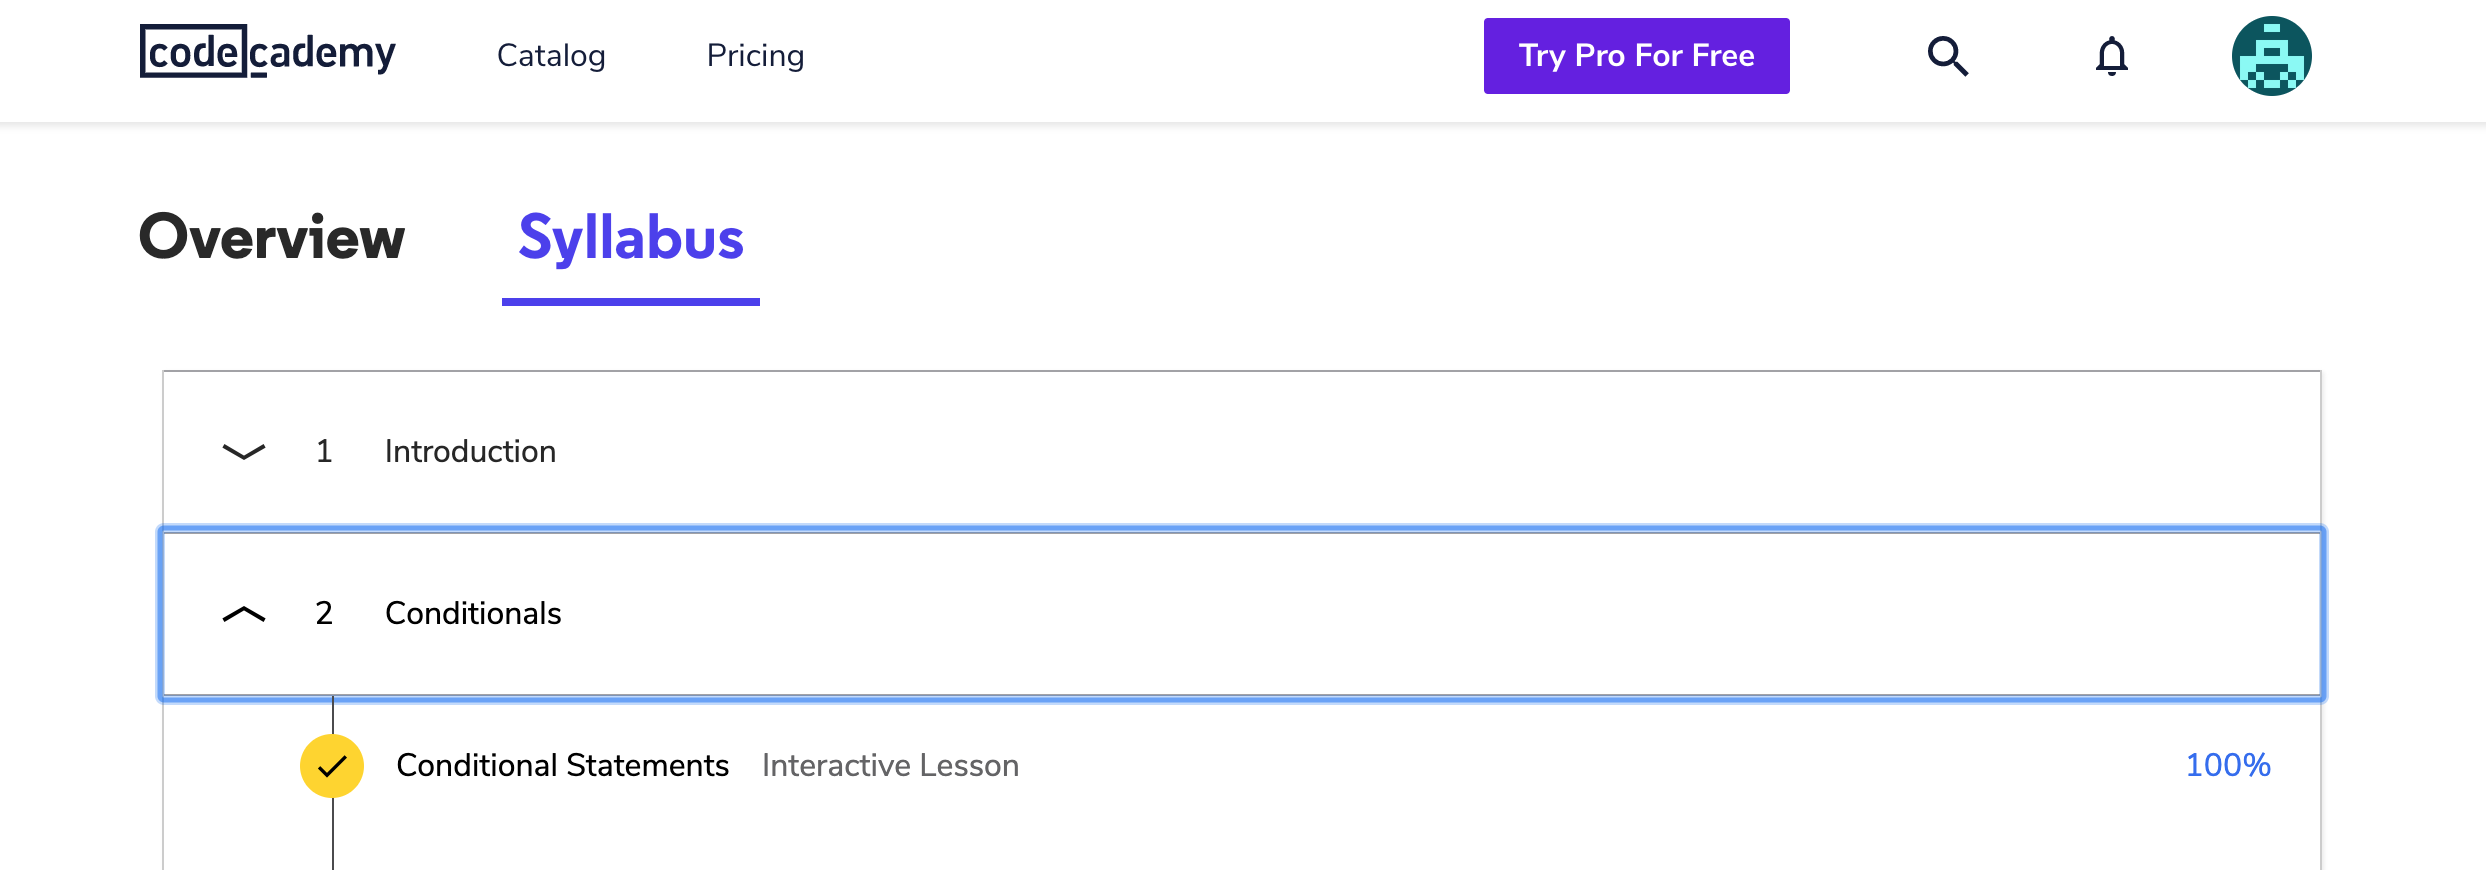 codecademy Catalog Pricing Try Pro For Free
Overview Syllabus
1 Introduction
2 Conditionals
Conditional Statements Interactive Lesson 100%